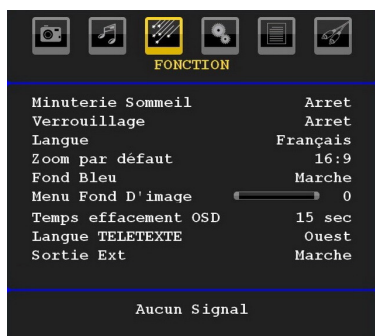 FONCTION
Minuterie Sommeil Arret
Verrouillage Arret
Langue Français
Zoom par défaut 16:9
Fond Bleu Marche
Menu Fond D'image 0
Temps effacement OSD 15 sec
Langue TELETEXTE Ouest
Sortie Ext Marche
Aucun Signal